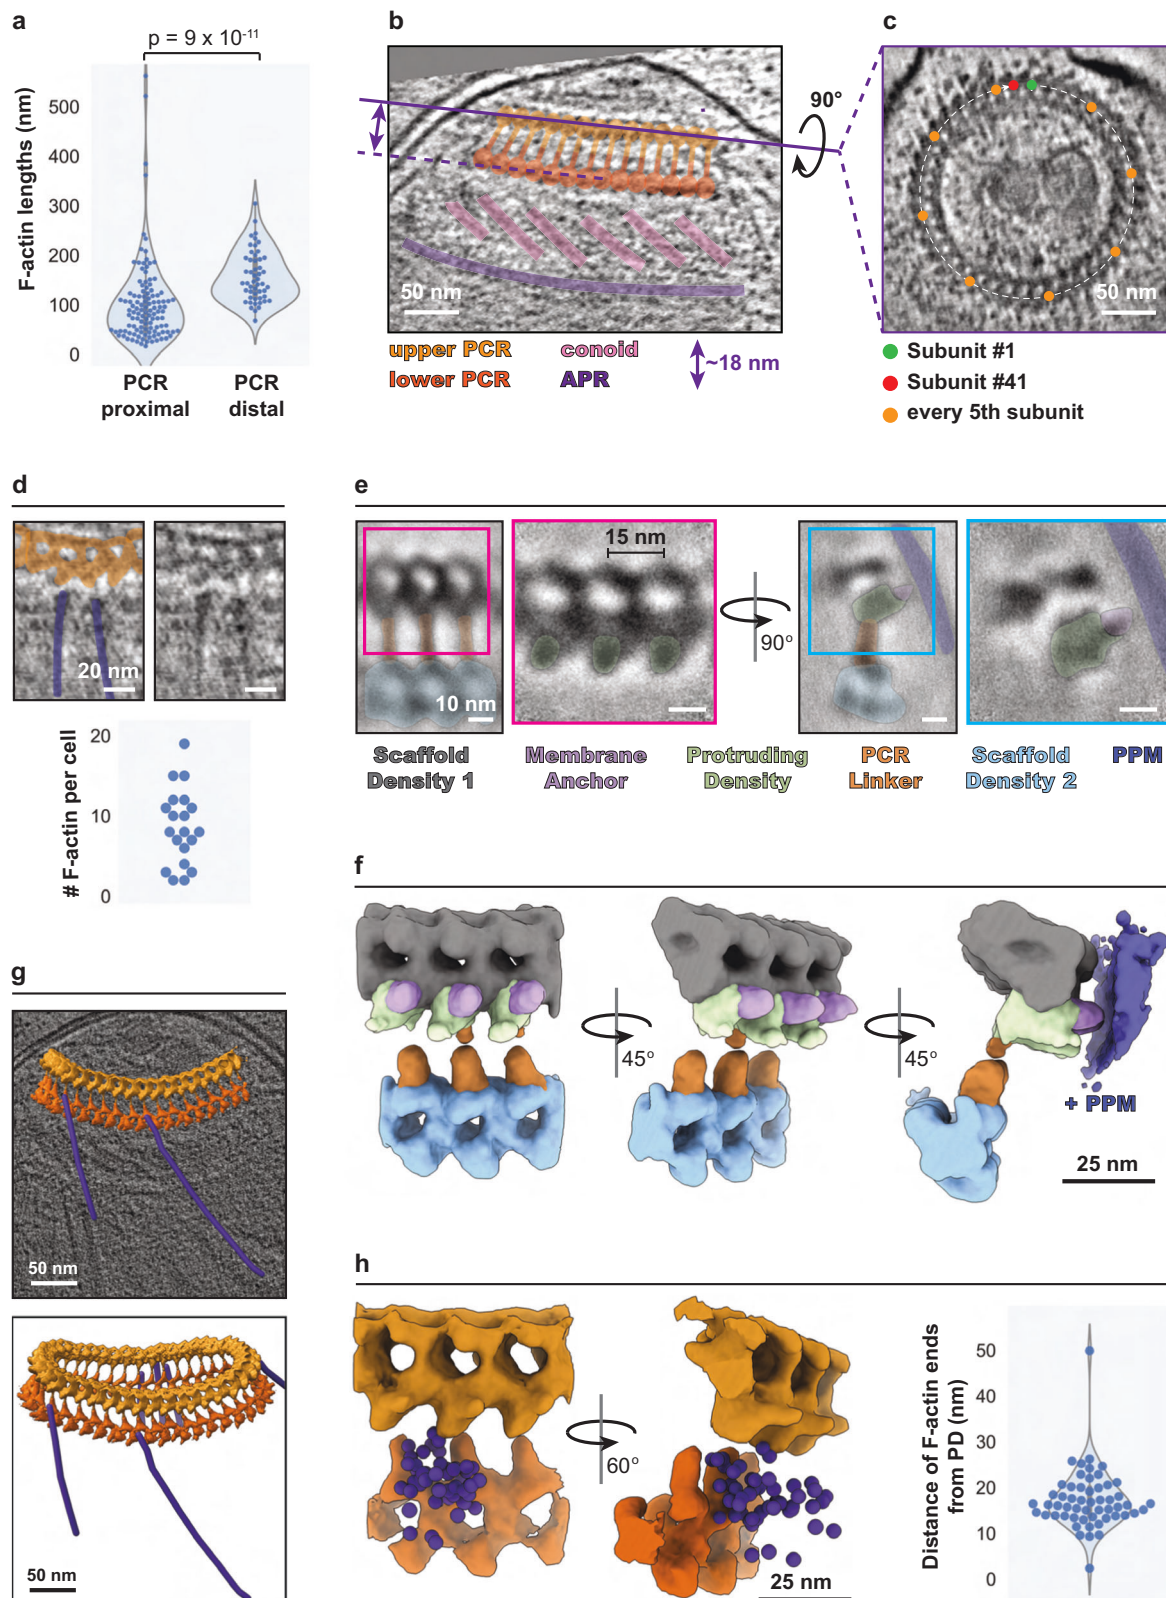 a
p = 9 x 10⁻¹¹
F-actin lengths (nm)
500
400
300
200
100
0
PCR proximal
PCR distal
b
50 nm
90°
upper PCR
conoid
lower PCR
APR
~18 nm
c
50 nm
Subunit #1
Subunit #41
every 5th subunit
d
20 nm
# F-actin per cell
20
10
0
e
10 nm
15 nm
90°
Scaffold Density 1
Membrane Anchor
Protruding Density
PCR Linker
Scaffold Density 2
PPM
f
45°
45°
+ PPM
25 nm
g
50 nm
50 nm
h
60°
25 nm
Distance of F-actin ends
from PD (nm)
50
40
30
20
10
0